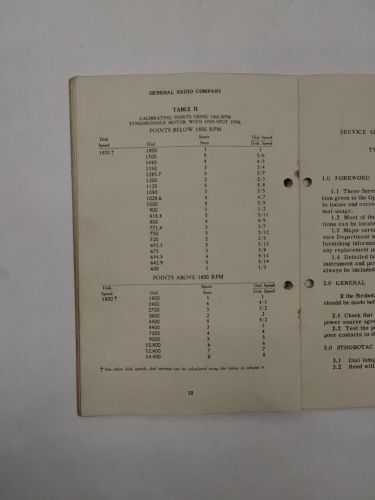 GENERAL RADIO COMPANY
TABLE II
CALIBRATING POINTS USING 1800-RPM
SYNCHRONOUS MOTOR WITH ONE-SPOT DISK
POINTS BELOW 1800 RPM
Disk Spots Dial Speed
Speed Dial Seen Disk Speed
1800† 1800 1 1
1500 5 5/6
1440 4 4/5
1350 3 3/4
1285.7 5 5/7
1200 2 2/3
1125 5 5/8
1080 3 3/5
1028.6 4 4/7
1000 5 5/9
900 1 1/2
818.8 5 5/11
800 4 4/9
771.4 3 3/7
750 5 5/12
720 2 2/5
692.3 5 5/13
675 3 3/8
654.5 4 4/11
642.9 5 5/14
600 1 1/3
POINTS ABOVE 1800 RPM
Disk Spots Dial Speed
Speed Dial Seen Disk Speed
1800† 1800 1 1
2400 4 4/3
2700 3 3/2
3600 2 2
4500 5 5/2
5400 3 3
7200 4 4
9000 5 5
10,800 6 6
12,600 7 7
14,400 8 8
† For other disk speeds, dial settings can be calculated using the ratios in column 4.
12
SERVICE A
TY
1.0 FOREWORD
1.1 These Servi
tion given in the Op
to locate and corre
mal usage.
1.2 Most of the
tions can be locate
1.3 Major servic
vice Department w
furnishing informati
any replacement o
1.4 Detailed fa
instrument and par
always be included
2.0 GENERAL
If the Strobota
should be made befo
2.1 Check that
power source agre
2.2 Test the po
poor contacts in th
3.0 STROBOTAC
3.1 Dial lamp
3.2 Reed will